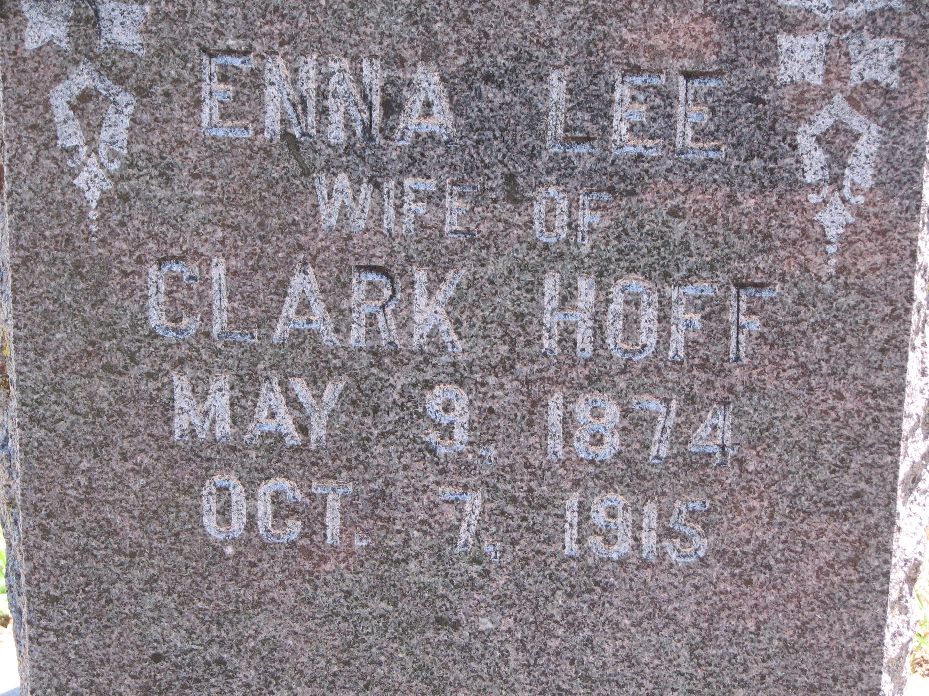 ENNA LEE
WIFE OF
CLARK HOFF
MAY 9, 1874
OCT. 7, 1915